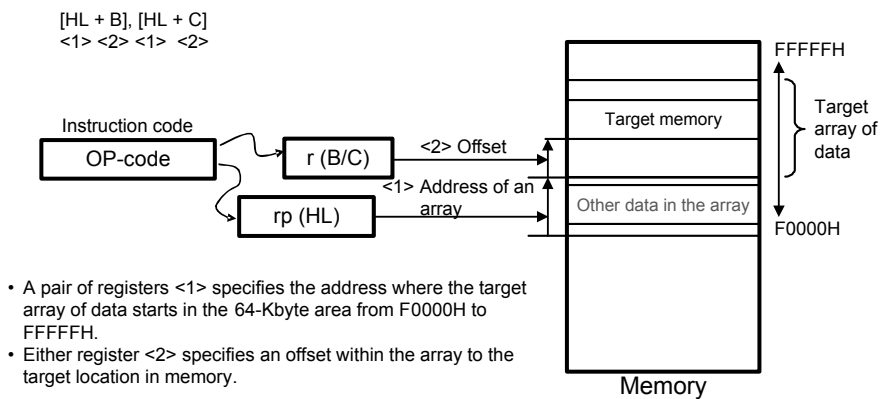 [HL + B], [HL + C]
<1> <2> <1> <2>
FFFFFH
Instruction code
OP-code
r (B/C)
<2> Offset
Target memory
Target
array of
data
<1> Address of an
array
rp (HL)
Other data in the array
F0000H
• A pair of registers <1> specifies the address where the target
array of data starts in the 64-Kbyte area from F0000H to
FFFFFH.
• Either register <2> specifies an offset within the array to the
target location in memory.
Memory